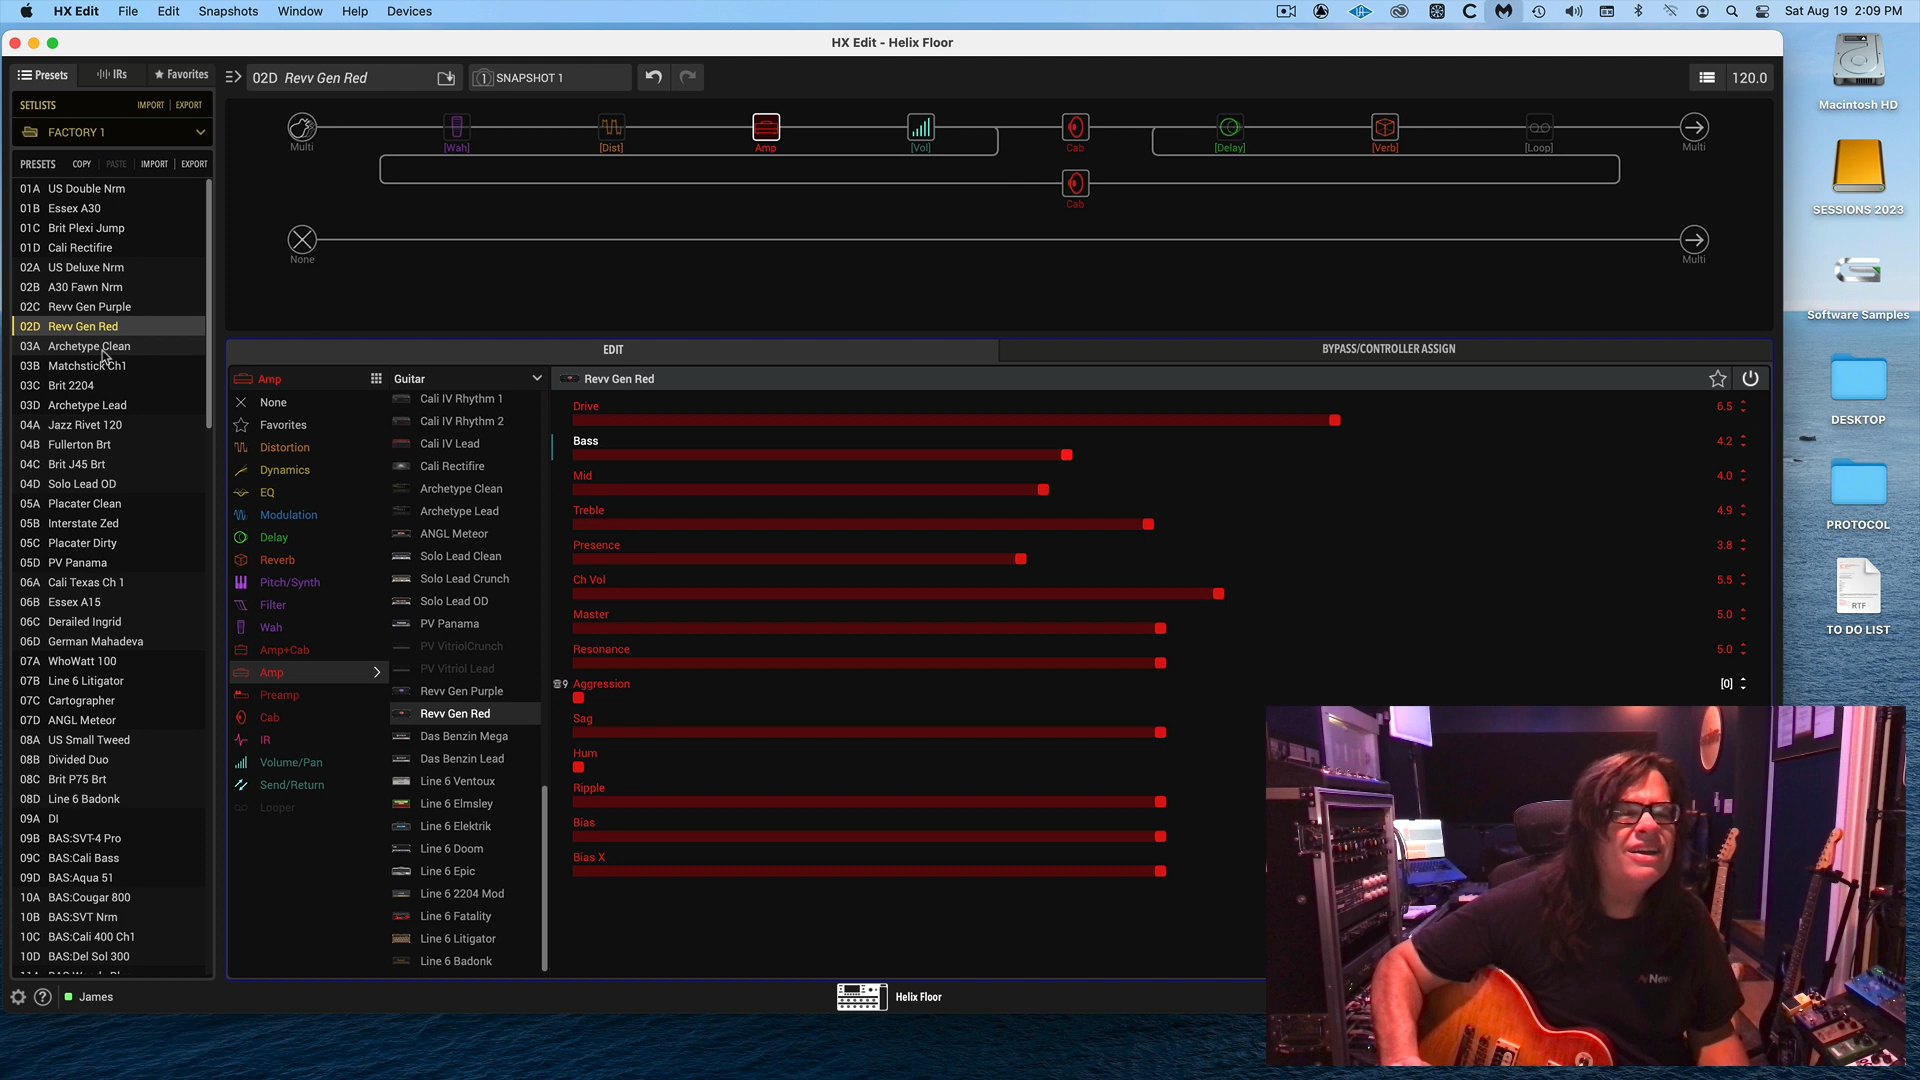 HX Edit File Edit Snapshots Window Help Devices
Sat Aug 19 2:09 PM
HX Edit - Helix Floor
Presets IRs Favorites
02D Revv Gen Red
1 SNAPSHOT 1
120.0
SETLISTS IMPORT | EXPORT
FACTORY 1
PRESETS COPY PASTE IMPORT EXPORT
01A US Double Nrm
01B Essex A30
01C Brit Plexi Jump
01D Cali Rectifire
02A US Deluxe Nrm
02B A30 Fawn Nrm
02C Revv Gen Purple
02D Revv Gen Red
03A Archetype Clean
03B Matchstick Ch1
03C Brit 2204
03D Archetype Lead
04A Jazz Rivet 120
04B Fullerton Brt
04C Brit J45 Brt
04D Solo Lead OD
05A Placater Clean
05B Interstate Zed
05C Placater Dirty
05D PV Panama
06A Cali Texas Ch 1
06B Essex A15
06C Derailed Ingrid
06D German Mahadeva
07A WhoWatt 100
07B Line 6 Litigator
07C Cartographer
07D ANGL Meteor
08A US Small Tweed
08B Divided Duo
08C Brit P75 Brt
08D Line 6 Badonk
09A DI
09B BAS:SVT-4 Pro
09C BAS:Cali Bass
09D BAS:Aqua 51
10A BAS:Cougar 800
10B BAS:SVT Nrm
10C BAS:Cali 400 Ch1
10D BAS:Del Sol 300
James
Multi [Wah] [Dist] Amp [Vol] Cab [Delay] [Verb] [Loop] Multi
Cab
None Multi
EDIT BYPASS/CONTROLLER ASSIGN
Amp
None
Favorites
Distortion
Dynamics
EQ
Modulation
Delay
Reverb
Pitch/Synth
Filter
Wah
Amp+Cab
Amp
Preamp
Cab
IR
Volume/Pan
Send/Return
Looper
Guitar
Cali IV Rhythm 1
Cali IV Rhythm 2
Cali IV Lead
Cali Rectifire
Archetype Clean
Archetype Lead
ANGL Meteor
Solo Lead Clean
Solo Lead Crunch
Solo Lead OD
PV Panama
PV VitriolCrunch
PV Vitriol Lead
Revv Gen Purple
Revv Gen Red
Das Benzin Mega
Das Benzin Lead
Line 6 Ventoux
Line 6 Elmsley
Line 6 Elektrik
Line 6 Doom
Line 6 Epic
Line 6 2204 Mod
Line 6 Fatality
Line 6 Litigator
Line 6 Badonk
Revv Gen Red
Drive 6.5
Bass 4.2
Mid 4.0
Treble 4.9
Presence 3.8
Ch Vol 5.5
Master 5.0
Resonance 5.0
9 Aggression [0]
Sag
Hum
Ripple
Bias
Bias X
Helix Floor
Macintosh HD
SESSIONS 2023
Software Samples
DESKTOP
PROTOCOL
RTF
TO DO LIST